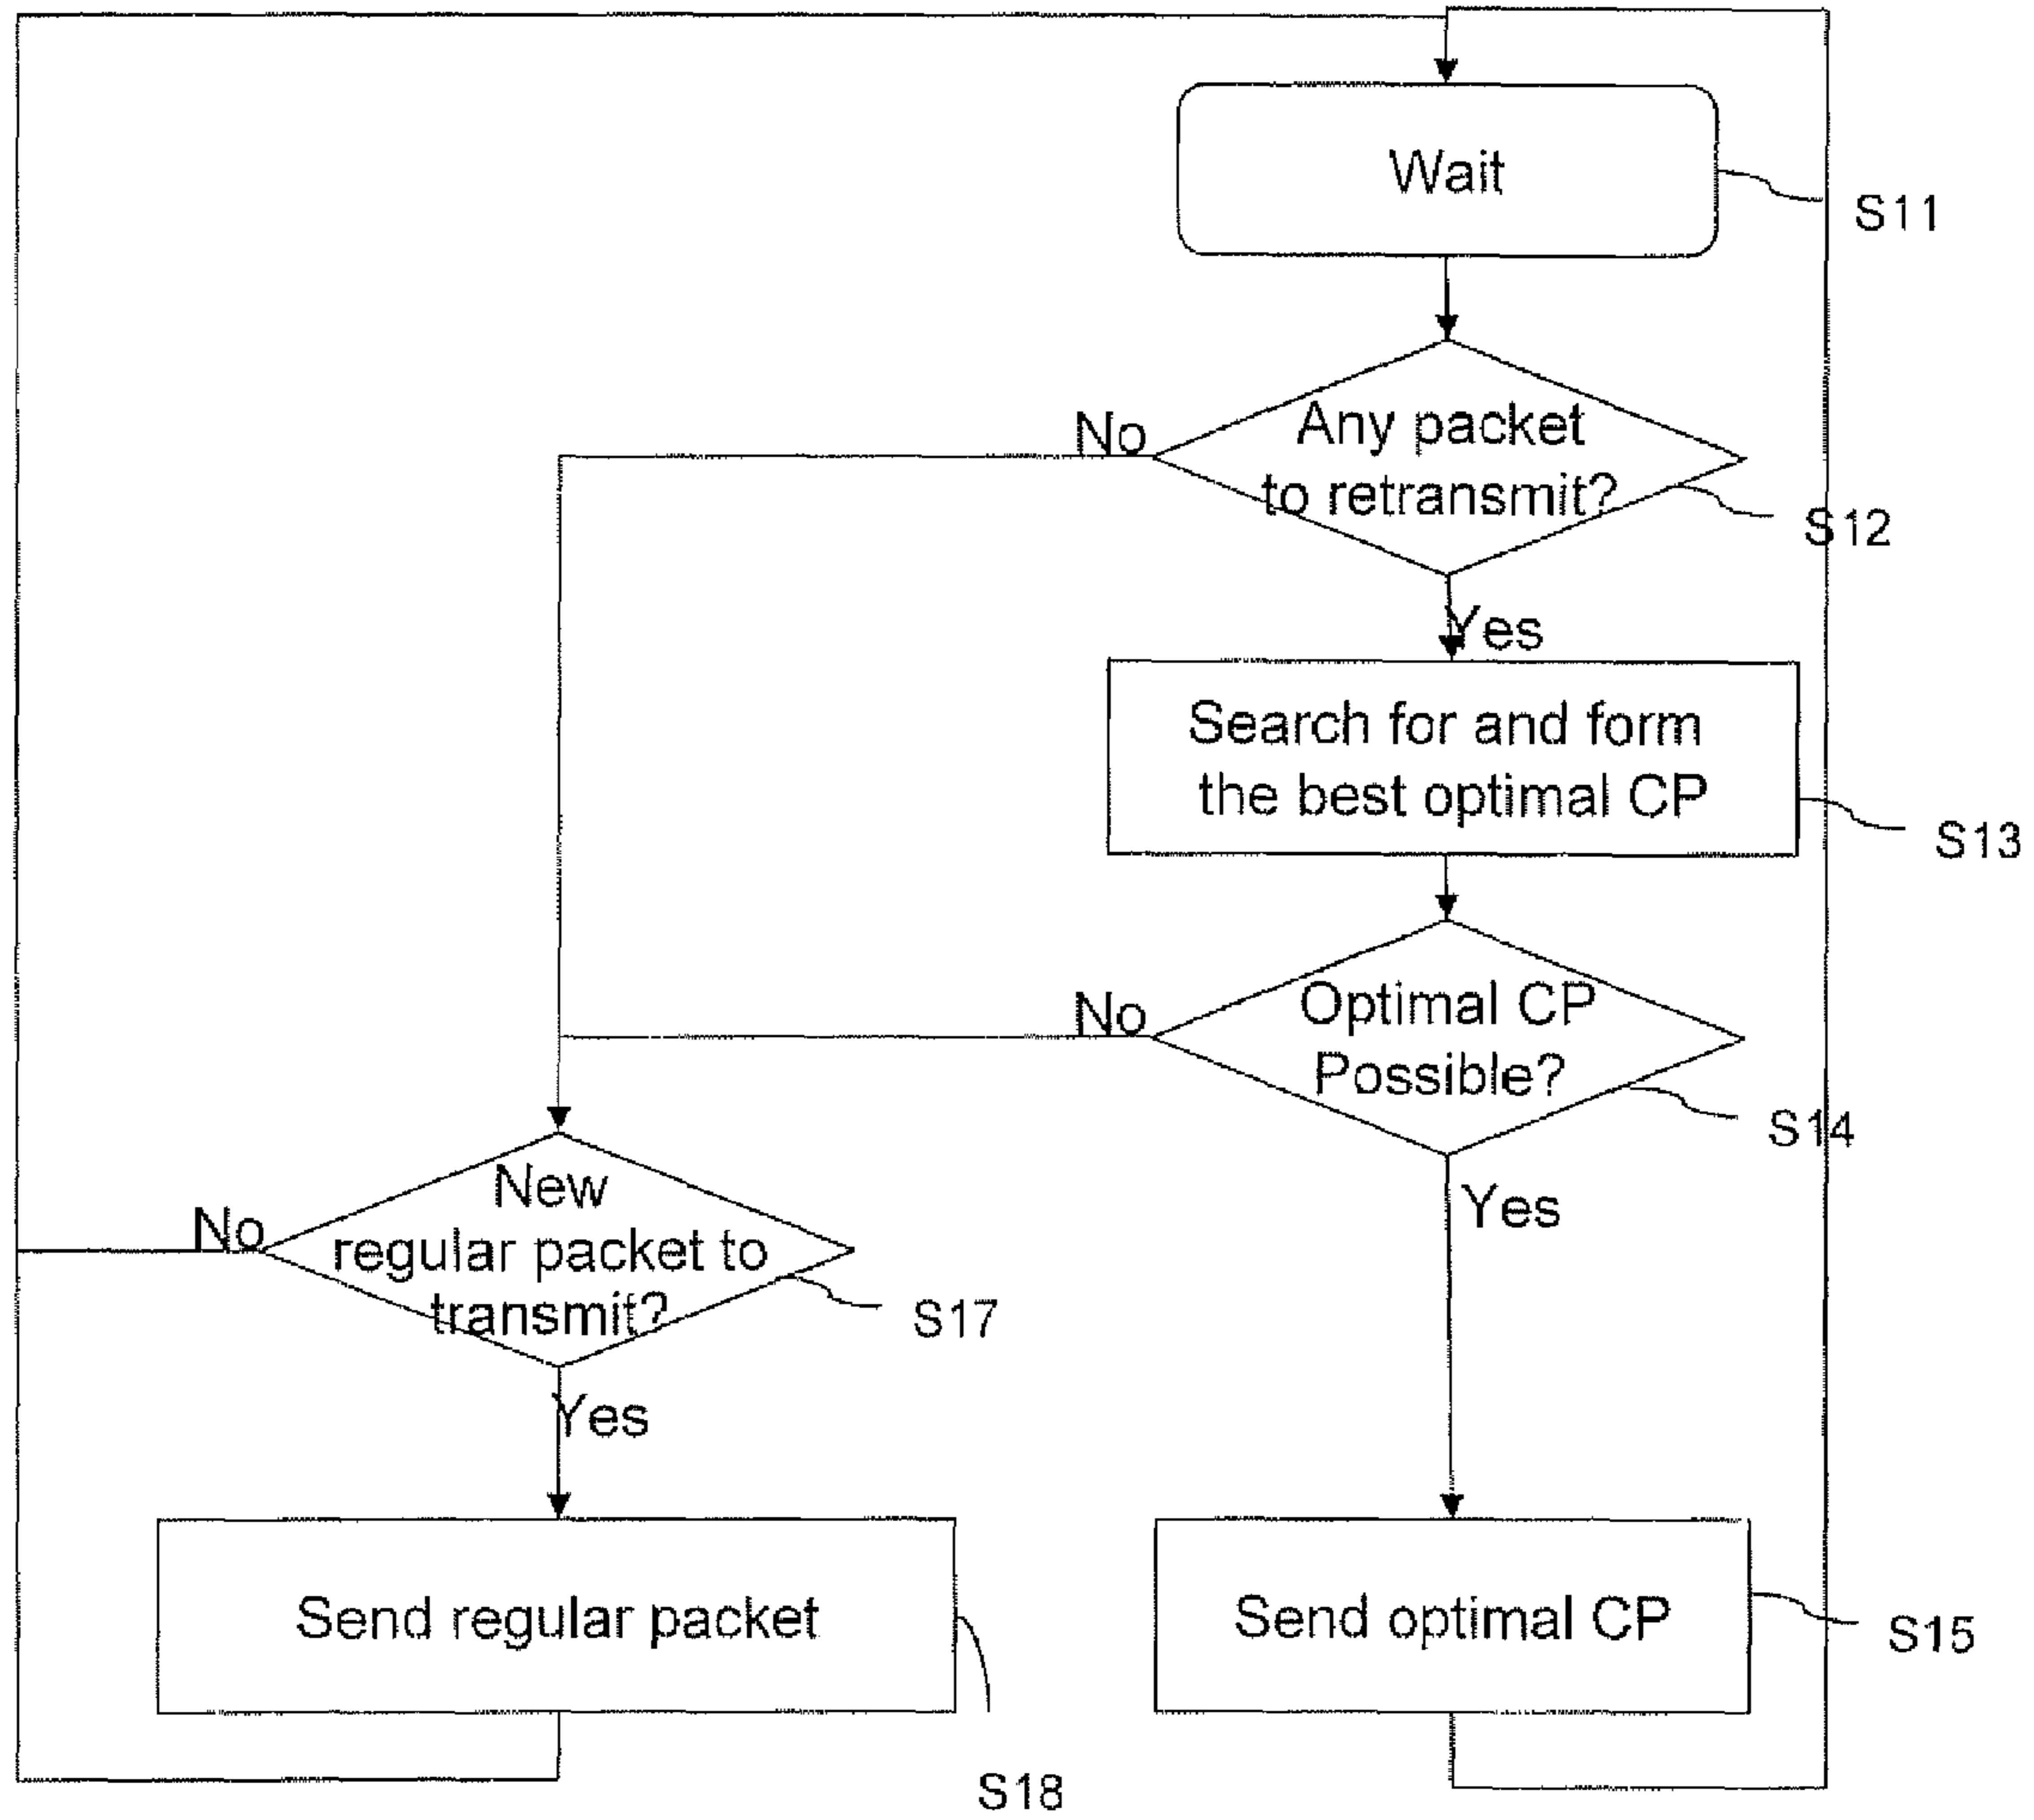 Wait
S11
No
Any packet
to retransmit?
S12
Yes
Search for and form
the best optimal CP
S13
No
Optimal CP
Possible?
S14
Yes
No
New
regular packet to
transmit?
S17
Yes
Send regular packet
S18
Send optimal CP
S15